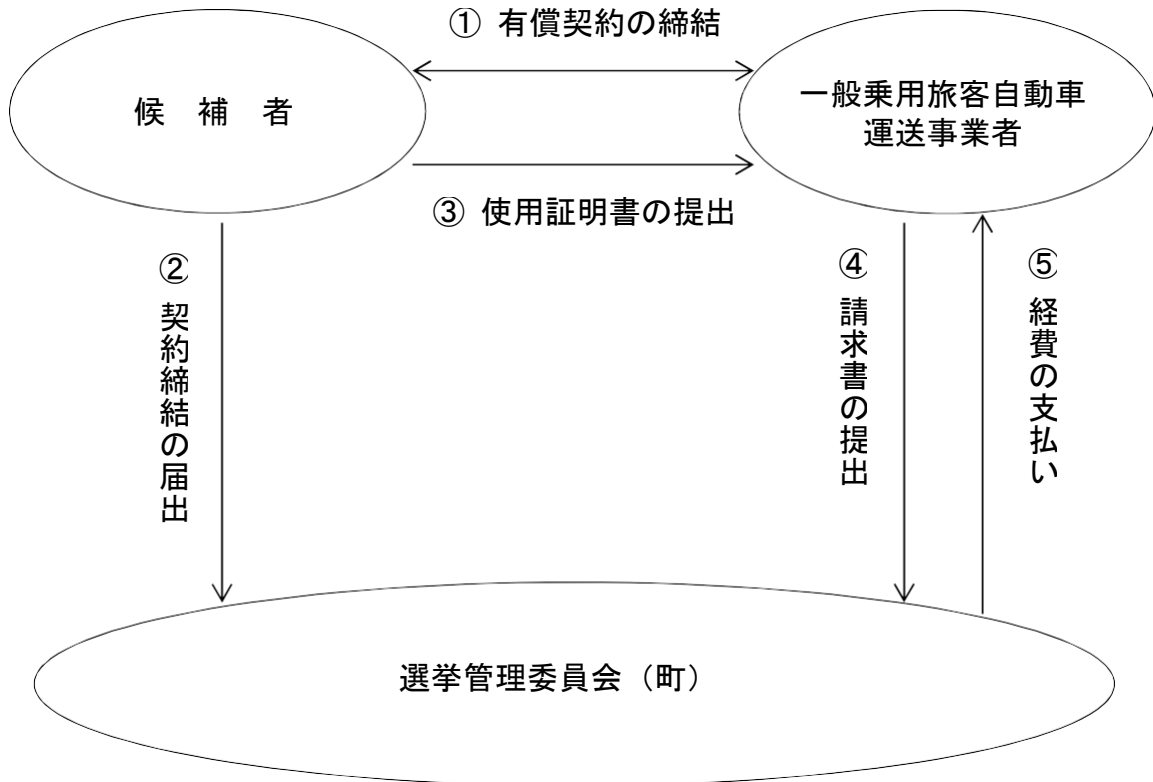 ① 有償契約の締結
候　補　者
一般乗用旅客自動車
運送事業者
③ 使用証明書の提出
② 契約締結の届出
④ 請求書の提出
⑤ 経費の支払い
選挙管理委員会（町）